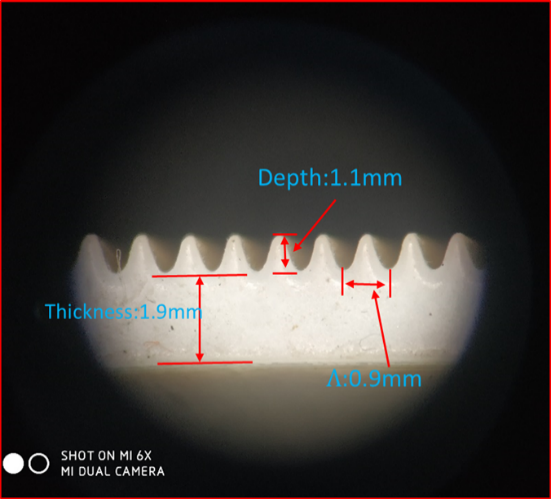 Depth:1.1mm
Thickness:1.9mm
Λ:0.9mm
SHOT ON MI 6X
MI DUAL CAMERA